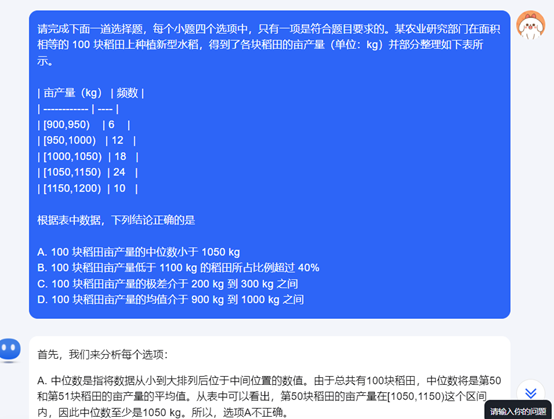 请完成下面一道选择题，每个小题四个选项中，只有一项是符合题目要求的。某农业研究部门在面积
相等的 100 块稻田上种植新型水稻，得到了各块稻田的亩产量（单位：kg）并部分整理如下表所
示。
| 亩产量（kg） | 频数 |
| ------------ | ---- |
| [900,950) | 6 |
| [950,1000) | 12 |
| [1000,1050) | 18 |
| [1050,1150) | 24 |
| [1150,1200) | 10 |
根据表中数据，下列结论正确的是
A. 100 块稻田亩产量的中位数小于 1050 kg
B. 100 块稻田亩产量低于 1100 kg 的稻田所占比例超过 40%
C. 100 块稻田亩产量的极差介于 200 kg 到 300 kg 之间
D. 100 块稻田亩产量的均值介于 900 kg 到 1000 kg 之间
首先，我们来分析每个选项：
A. 中位数是指将数据从小到大排列后位于中间位置的数值。由于总共有100块稻田，中位数将是第50
和第51块稻田的亩产量的平均值。从表中可以看出，第50块稻田的亩产量在[1050,1150)这个区间
内，因此中位数至少是1050 kg。所以，选项A不正确。
请输入你的问题